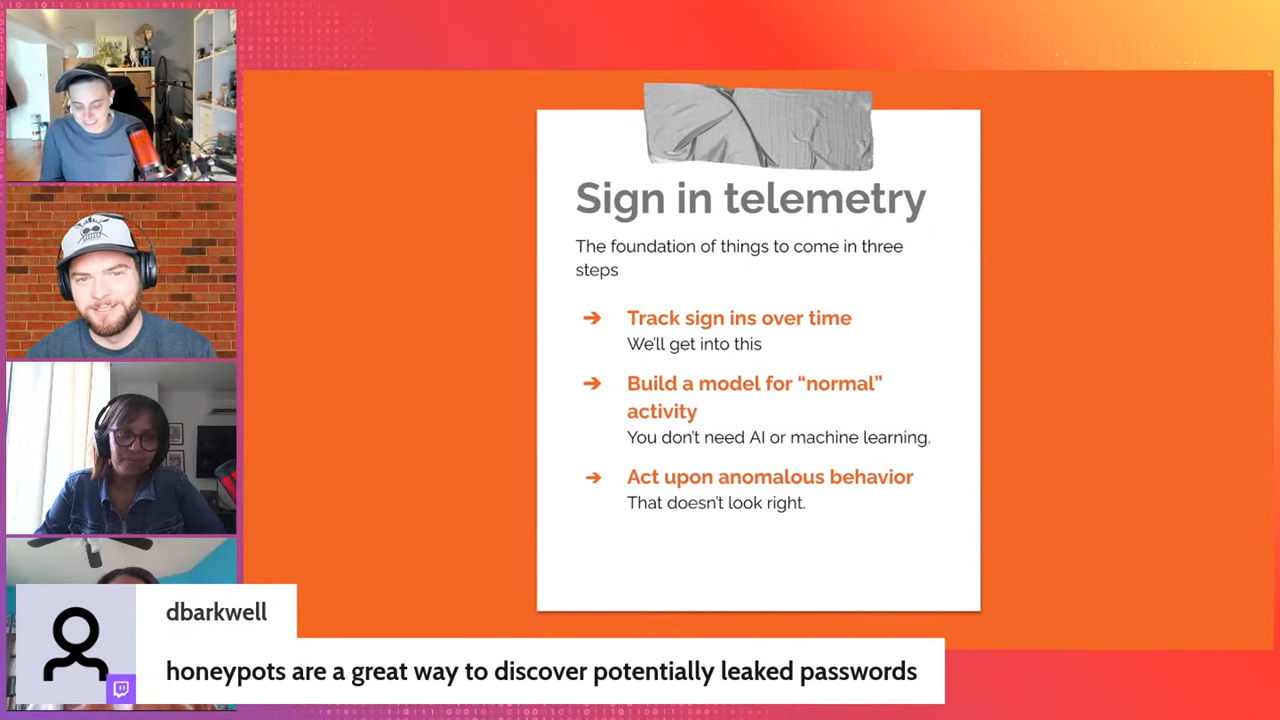 Sign in telemetry
The foundation of things to come in three
steps
➔ Track sign ins over time
We'll get into this
➔ Build a model for “normal”
activity
You don't need AI or machine learning.
➔ Act upon anomalous behavior
That doesn't look right.
dbarkwell
honeypots are a great way to discover potentially leaked passwords